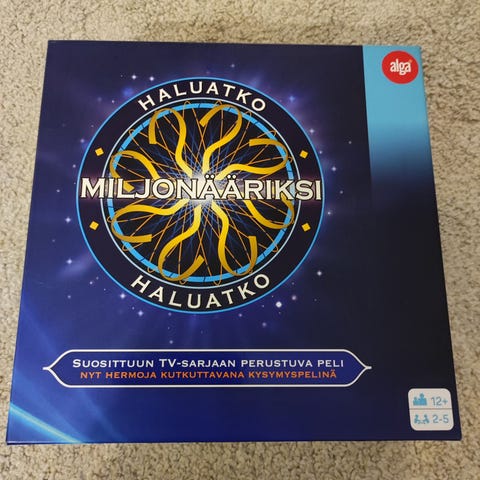 alga
HALUATKO
MILJONÄÄRIKSI
HALUATKO
SUOSITTUUN TV-SARJAAN PERUSTUVA PELI
NYT HERMOJA KUTKUTTAVANA KYSYMYSPELINÄ
12+
2-5